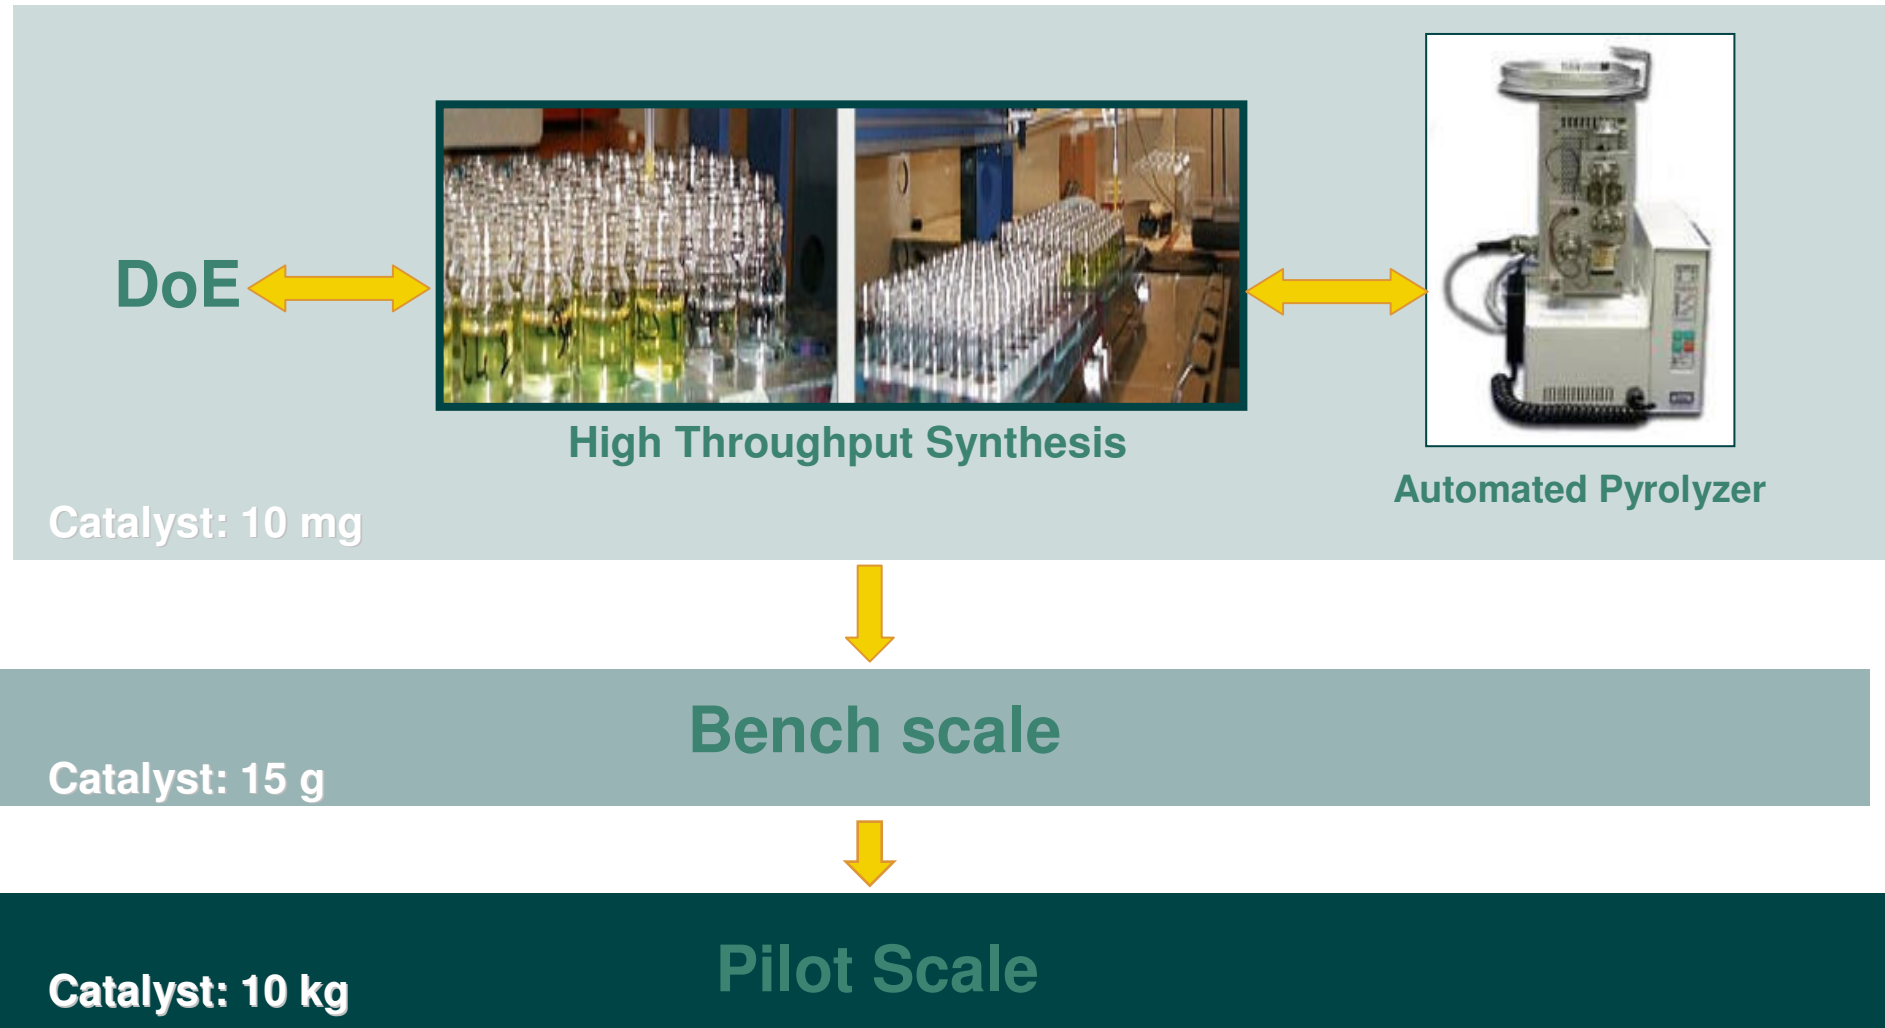 DoE
High Throughput Synthesis
Automated Pyrolyzer
Catalyst: 10 mg
Bench scale
Catalyst: 15 g
Pilot Scale
Catalyst: 10 kg